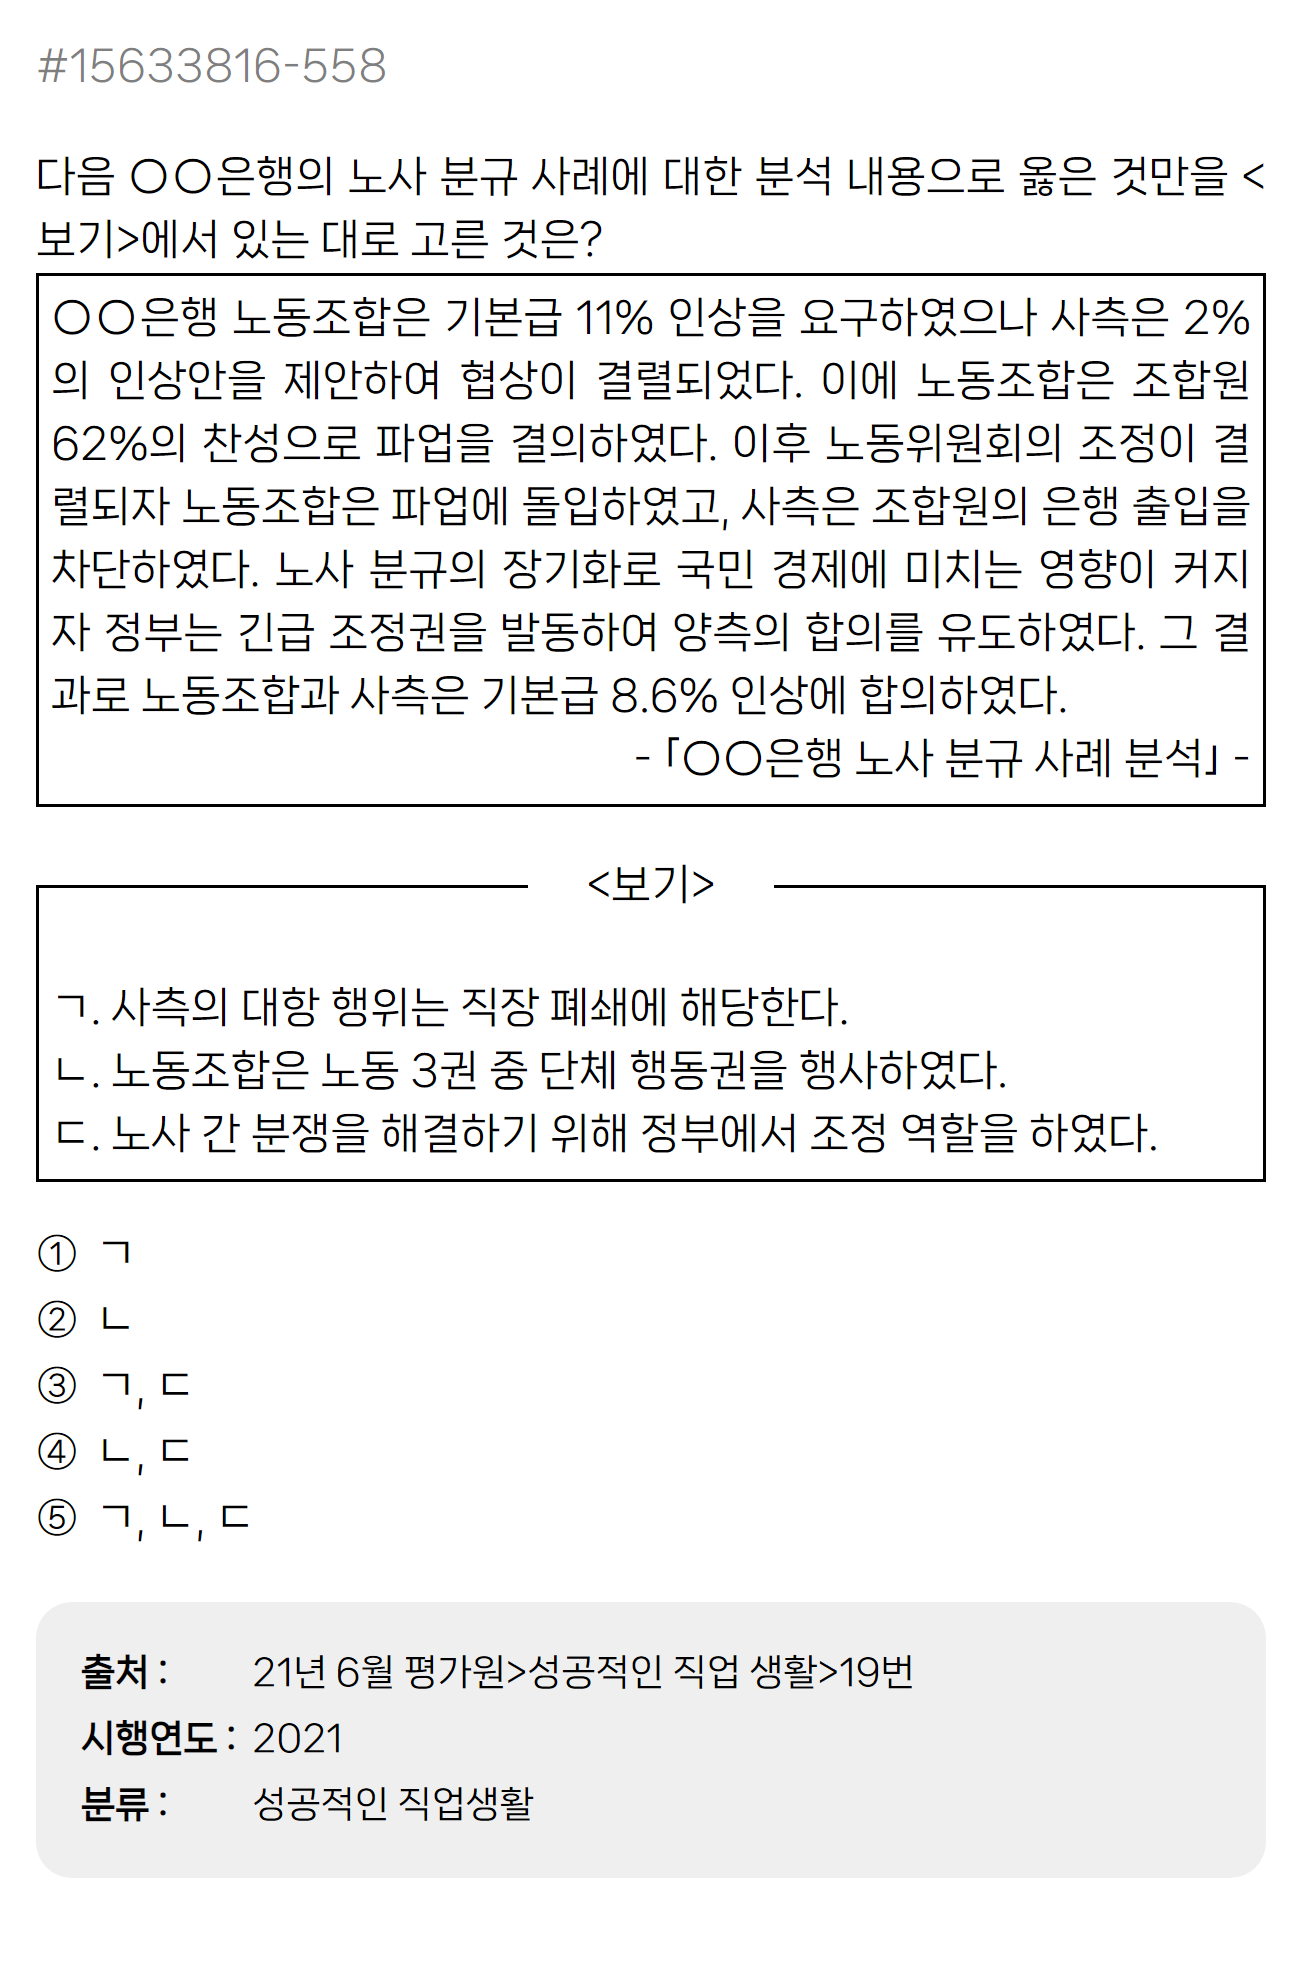 #15633816-558
다음 ○○은행의 노사 분규 사례에 대한 분석 내용으로 옳은 것만을 <
보기>에서 있는 대로 고른 것은?
○○은행 노동조합은 기본급 11% 인상을 요구하였으나 사측은 2%
의 인상안을 제안하여 협상이 결렬되었다. 이에 노동조합은 조합원
62%의 찬성으로 파업을 결의하였다. 이후 노동위원회의 조정이 결
렬되자 노동조합은 파업에 돌입하였고, 사측은 조합원의 은행 출입을
차단하였다. 노사 분규의 장기화로 국민 경제에 미치는 영향이 커지
자 정부는 긴급 조정권을 발동하여 양측의 합의를 유도하였다. 그 결
과로 노동조합과 사측은 기본급 8.6% 인상에 합의하였다.
- 「○○은행 노사 분규 사례 분석」 -
<보기>
ㄱ. 사측의 대항 행위는 직장 폐쇄에 해당한다.
ㄴ. 노동조합은 노동 3권 중 단체 행동권을 행사하였다.
ㄷ. 노사 간 분쟁을 해결하기 위해 정부에서 조정 역할을 하였다.
① ㄱ
② ㄴ
③ ㄱ, ㄷ
④ ㄴ, ㄷ
⑤ ㄱ, ㄴ, ㄷ
출처 : 21년 6월 평가원>성공적인 직업 생활>19번
시행연도 : 2021
분류 : 성공적인 직업생활